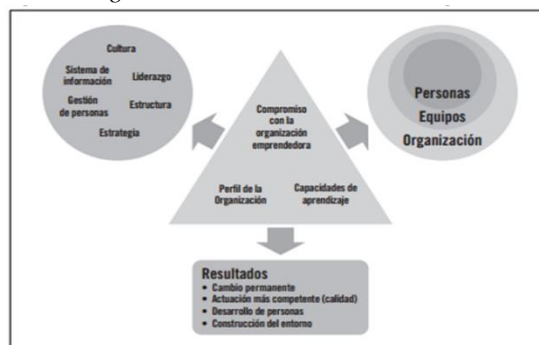 Cultura
Sistema de
información
Liderazgo
Gestión
de personas
Estructura
Estrategia
Compromiso
con la
organización
emprendedora
Perfil de la
Organización
Capacidades de
aprendizaje
Personas
Equipos
Organización
Resultados
• Cambio permanente
• Actuación más competente (calidad)
• Desarrollo de personas
• Construcción del entorno